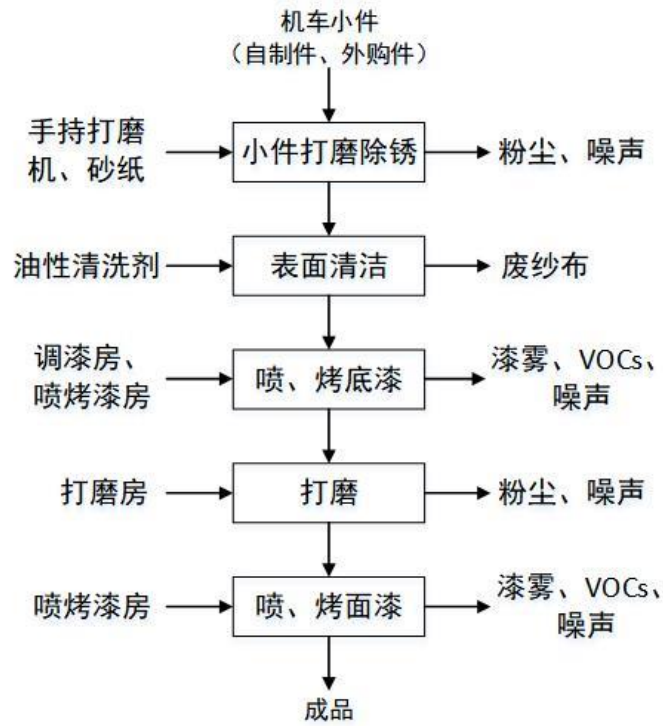 机车小件
（自制件、外购件）
手持打磨
机、砂纸
小件打磨除锈
粉尘、噪声
油性清洗剂
表面清洁
废纱布
调漆房、
喷烤漆房
喷、烤底漆
漆雾、VOCs、
噪声
打磨房
打磨
粉尘、噪声
喷烤漆房
喷、烤面漆
漆雾、VOCs、
噪声
成品